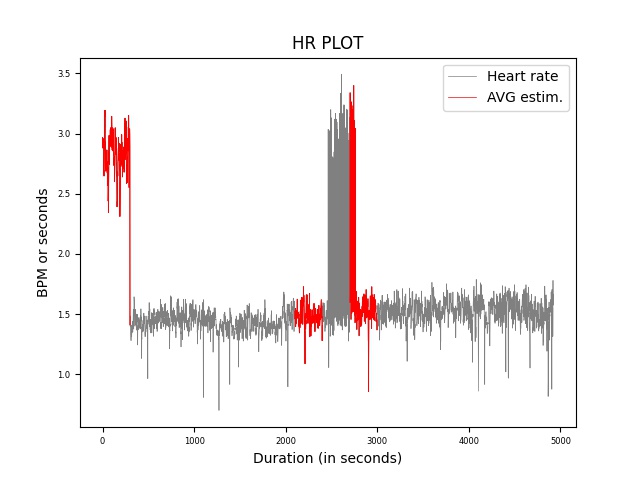 HR PLOT
Heart rate
AVG estim.
BPM or seconds
3.5
3.0
2.5
2.0
1.5
1.0
0
1000
2000
3000
4000
5000
Duration (in seconds)